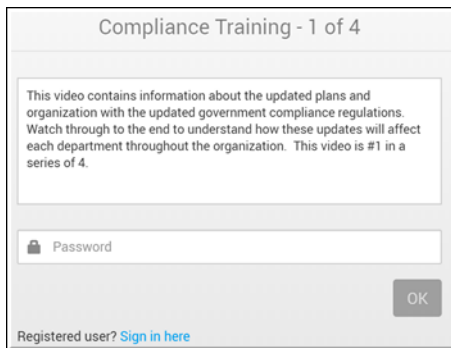 Compliance Training - 1 of 4
This video contains information about the updated plans and
organization with the updated government compliance regulations.
Watch through to the end to understand how these updates will affect
each department throughout the organization.  This video is #1 in a
series of 4.
Password
OK
Registered user? Sign in here